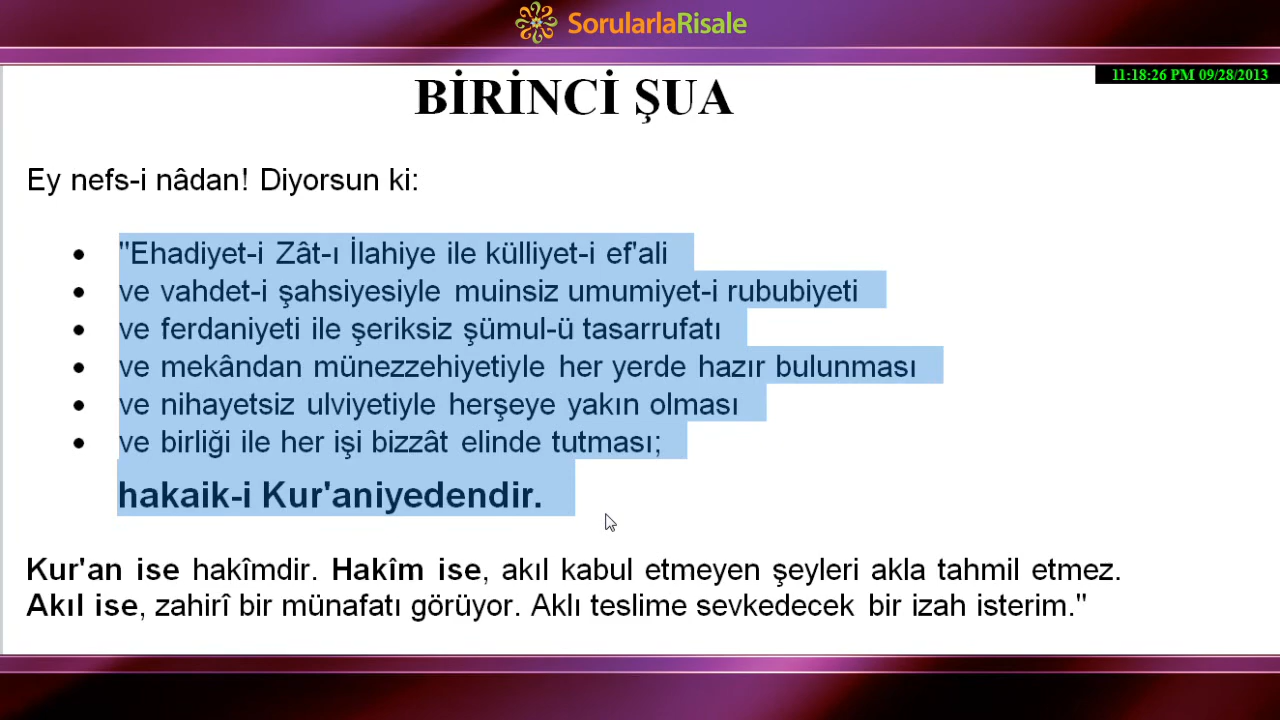 SorularlaRisale
11:18:26 PM 09/28/2013
BİRİNCİ ŞUA
Ey nefs-i nâdan! Diyorsun ki:
• "Ehadiyet-i Zât-ı İlahiye ile külliyet-i ef'ali
• ve vahdet-i şahsiyesiyle muinsiz umumiyet-i rububiyeti
• ve ferdaniyeti ile şeriksiz şümul-ü tasarrufatı
• ve mekândan münezzehiyetiyle her yerde hazır bulunması
• ve nihayetsiz ulviyetiyle herşeye yakın olması
• ve birliği ile her işi bizzât elinde tutması;
hakaik-i Kur'aniyedendir.
Kur'an ise hakîmdir. Hakîm ise, akıl kabul etmeyen şeyleri akla tahmil etmez.
Akıl ise, zahirî bir münafatı görüyor. Aklı teslime sevkedecek bir izah isterim."